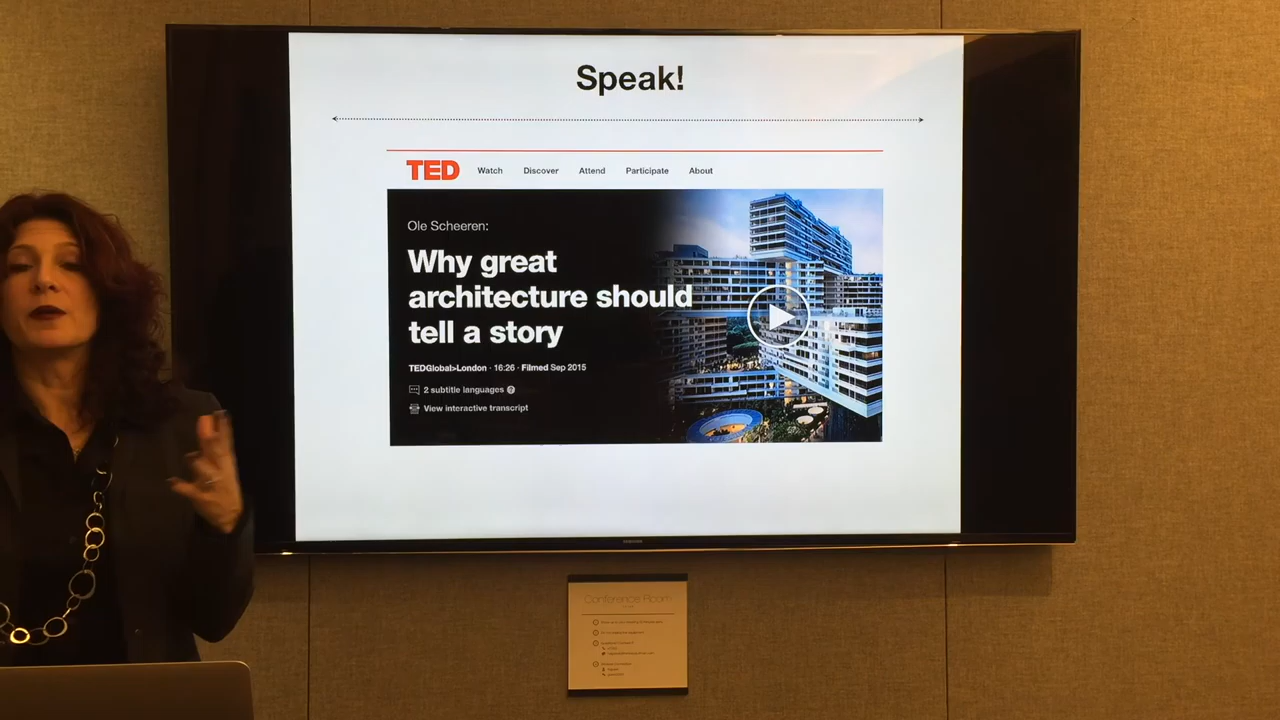 Speak!
TED Watch Discover Attend Participate About
Ole Scheeren:
Why great
architecture should
tell a story
TEDGlobal>London · 16:26 · Filmed Sep 2015
2 subtitle languages
View interactive transcript
SAMSUNG
Conference Room